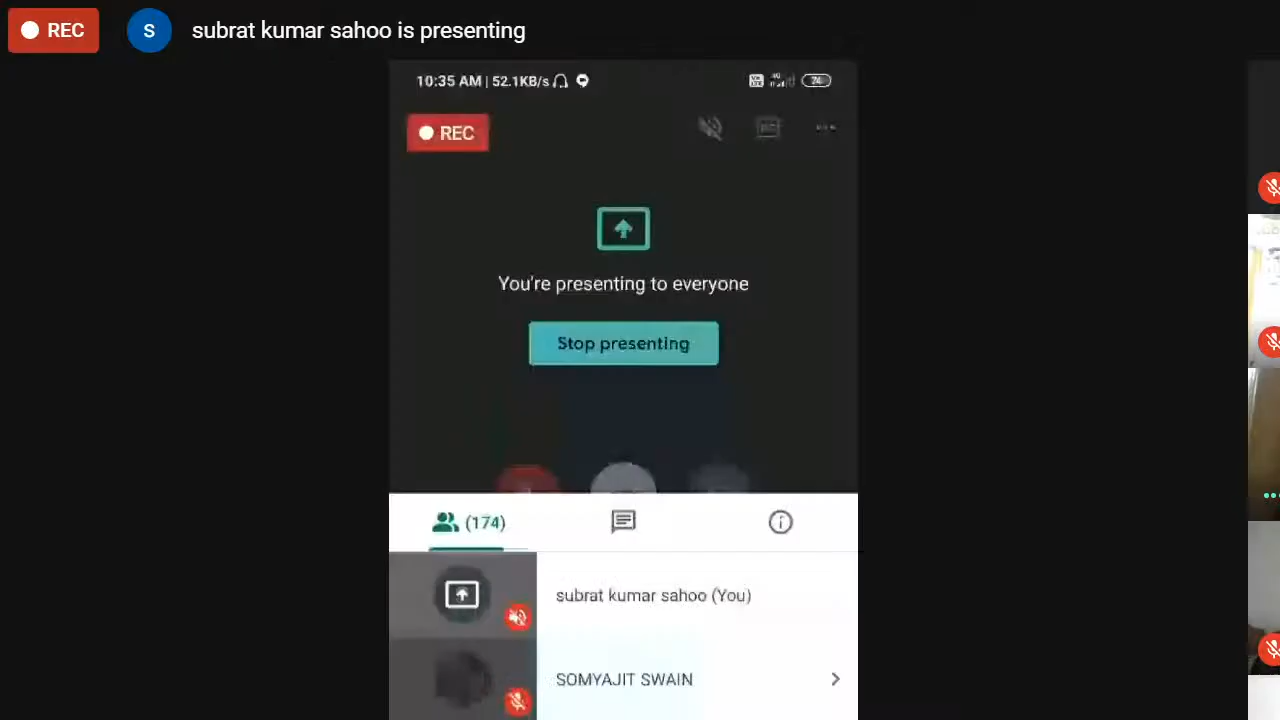 REC
S
subrat kumar sahoo is presenting
10:35 AM | 52.1KB/s
74
REC
You're presenting to everyone
Stop presenting
(174)
subrat kumar sahoo (You)
SOMYAJIT SWAIN